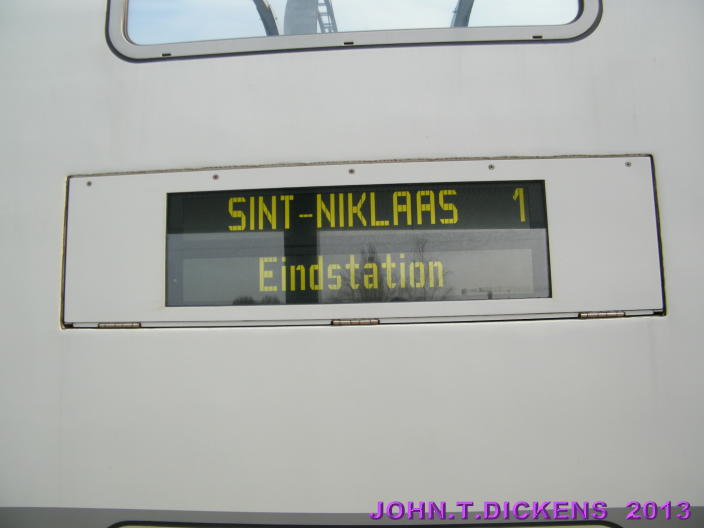 SINT-NIKLAAS 1
Eindstation
JOHN.T.DICKENS 2013